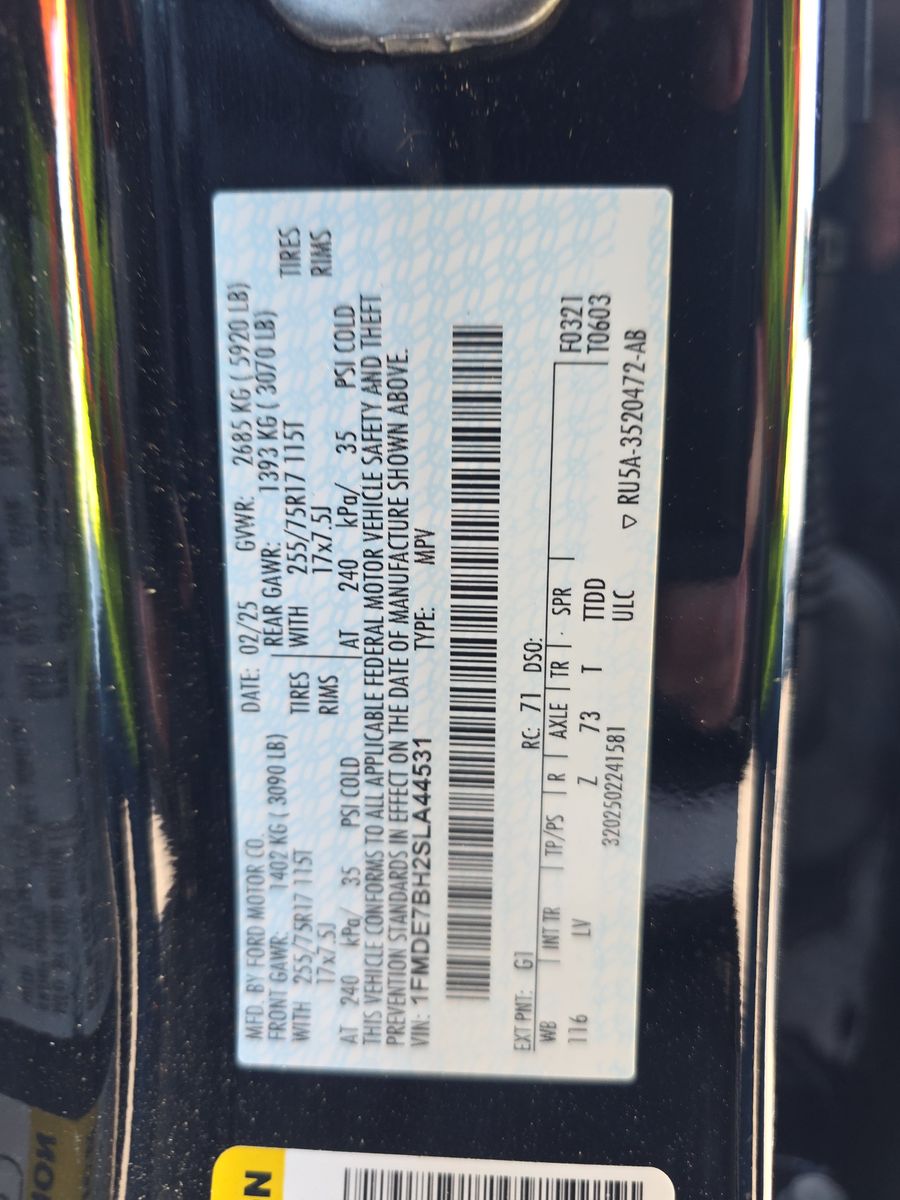 MFD. BY FORD MOTOR CO. DATE: 02/25 GVWR: 2685 KG ( 5920 LB)
FRONT GAWR: 1402 KG ( 3090 LB) REAR GAWR: 1393 KG ( 3070 LB)
WITH 255/75R17 115T TIRES WITH 255/75R17 115T TIRES
17x7.5J RIMS 17x7.5J RIMS
AT 240 kPa/ 35 PSI COLD AT 240 kPa/ 35 PSI COLD
THIS VEHICLE CONFORMS TO ALL APPLICABLE FEDERAL MOTOR VEHICLE SAFETY AND THEFT
PREVENTION STANDARDS IN EFFECT ON THE DATE OF MANUFACTURE SHOWN ABOVE.
VIN: 1FMDE7BH2SLA44531 TYPE: MPV
EXT PNT: G1 RC: 71 DSO:
WB INT TR TP/PS R AXLE TR SPR F0321
116 LV Z 73 T TTDD T0603
3202502241581 ULC ▽ RU5A-3520472-AB
N
NON